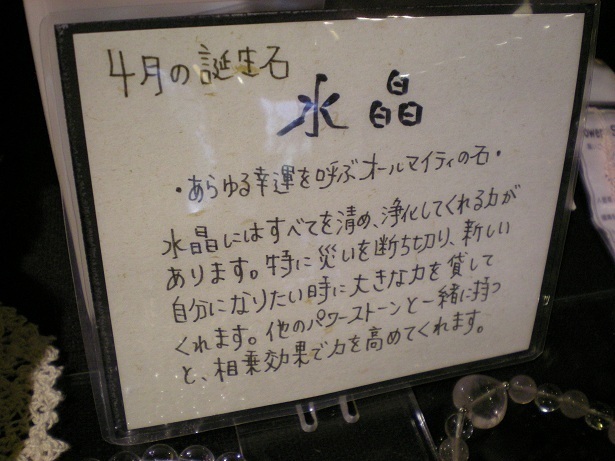 4月の誕生石
水晶
・あらゆる幸運を呼ぶオールマイティの石・
水晶にはすべてを清め、浄化してくれる力が
あります。特に災いを断ち切り、新しい
自分になりたい時に大きな力を貸して
くれます。他のパワーストーンと一緒に持つ
と、相乗効果で力を高めてくれます。